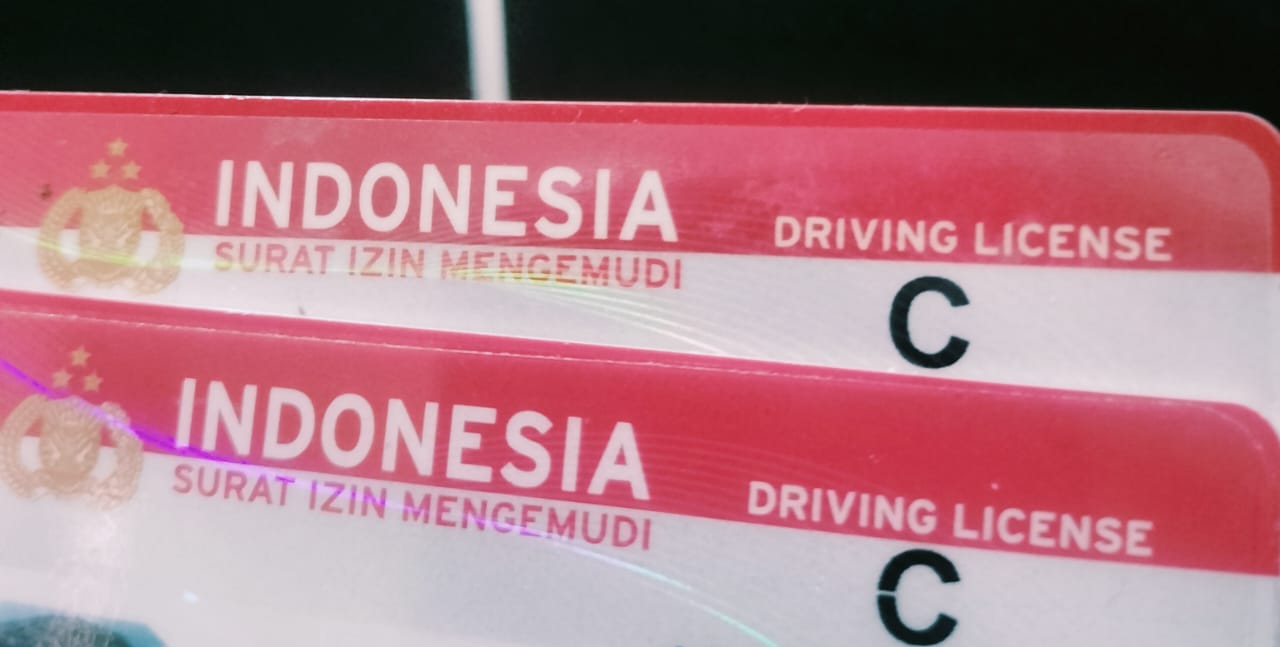 INDONESIA
SURAT IZIN MENGEMUDI
DRIVING LICENSE
C
INDONESIA
SURAT IZIN MENGEMUDI
DRIVING LICENSE
C